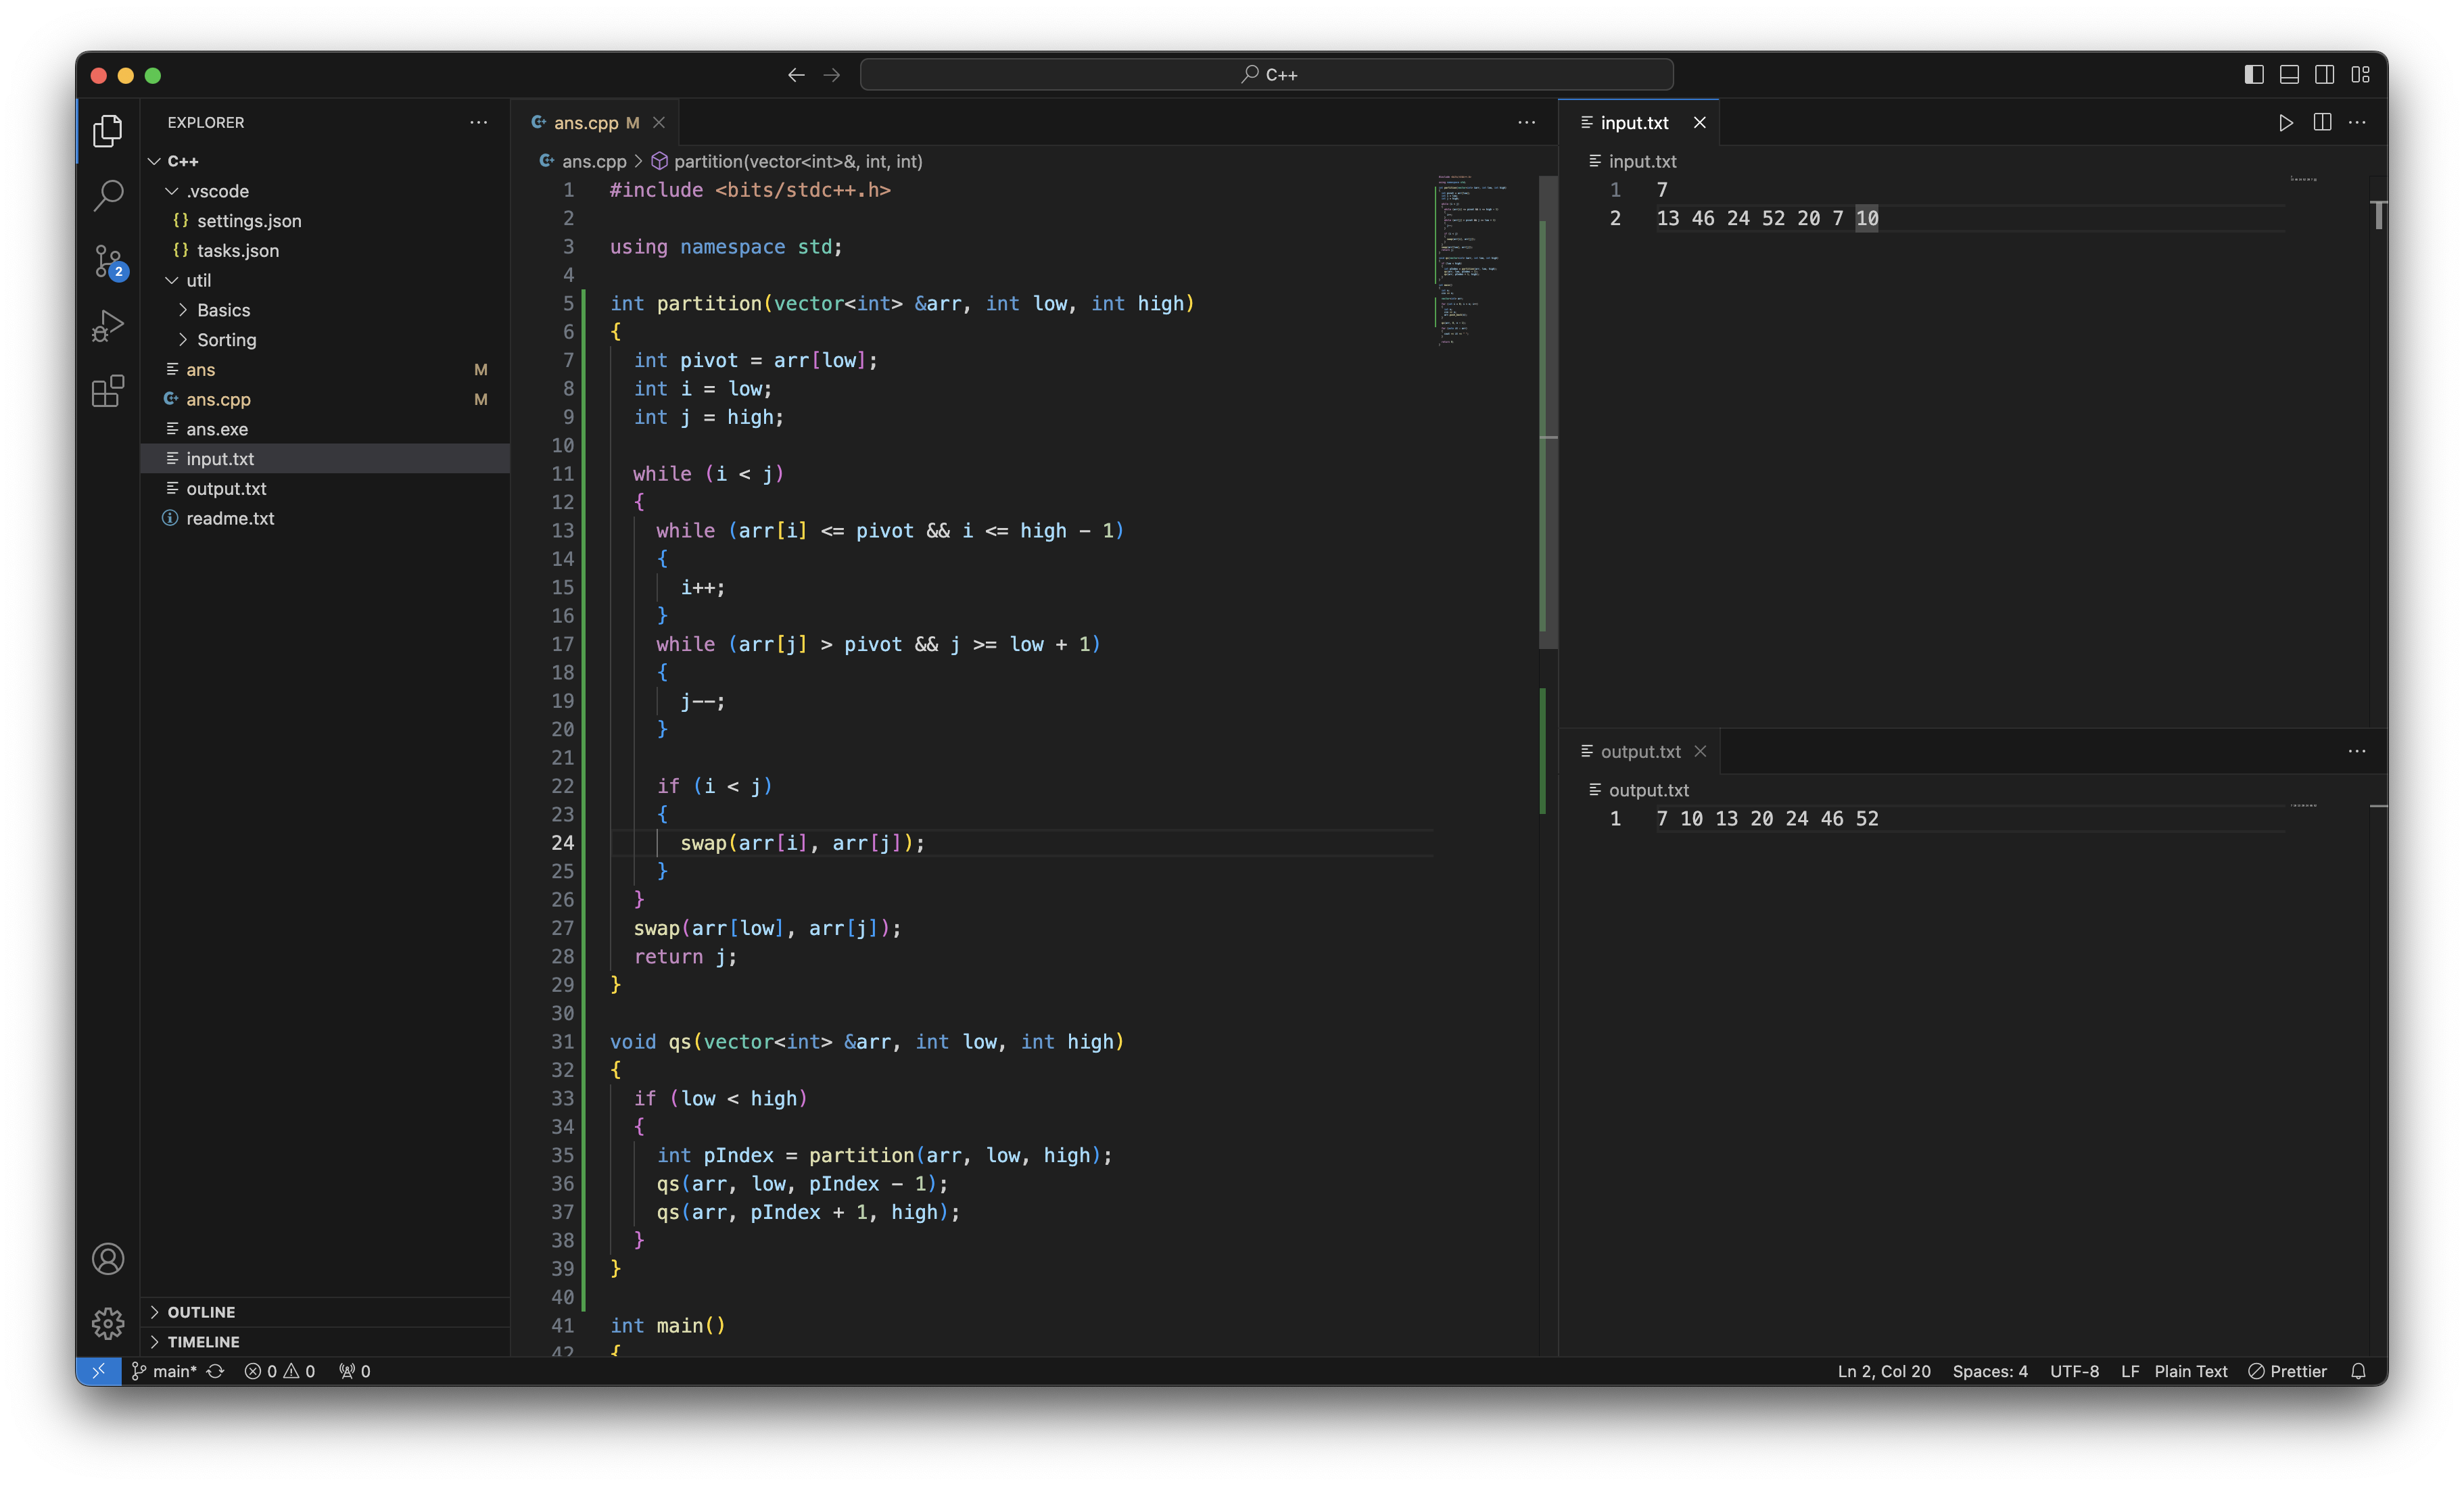 C++
EXPLORER
C++
.vscode
{} settings.json
{} tasks.json
util
Basics
Sorting
ans M
ans.cpp M
ans.exe
input.txt
output.txt
readme.txt
OUTLINE
TIMELINE
2
ans.cpp M
ans.cpp > partition(vector<int>&, int, int)
1 #include <bits/stdc++.h>
2
3 using namespace std;
4
5 int partition(vector<int> &arr, int low, int high)
6 {
7 int pivot = arr[low];
8 int i = low;
9 int j = high;
10
11 while (i < j)
12 {
13 while (arr[i] <= pivot && i <= high - 1)
14 {
15 i++;
16 }
17 while (arr[j] > pivot && j >= low + 1)
18 {
19 j--;
20 }
21
22 if (i < j)
23 {
24 swap(arr[i], arr[j]);
25 }
26 }
27 swap(arr[low], arr[j]);
28 return j;
29 }
30
31 void qs(vector<int> &arr, int low, int high)
32 {
33 if (low < high)
34 {
35 int pIndex = partition(arr, low, high);
36 qs(arr, low, pIndex - 1);
37 qs(arr, pIndex + 1, high);
38 }
39 }
40
41 int main()
42 {
input.txt
input.txt
1 7
2 13 46 24 52 20 7 10
output.txt
output.txt
1 7 10 13 20 24 46 52
main* 0 0 0
Ln 2, Col 20 Spaces: 4 UTF-8 LF Plain Text Prettier